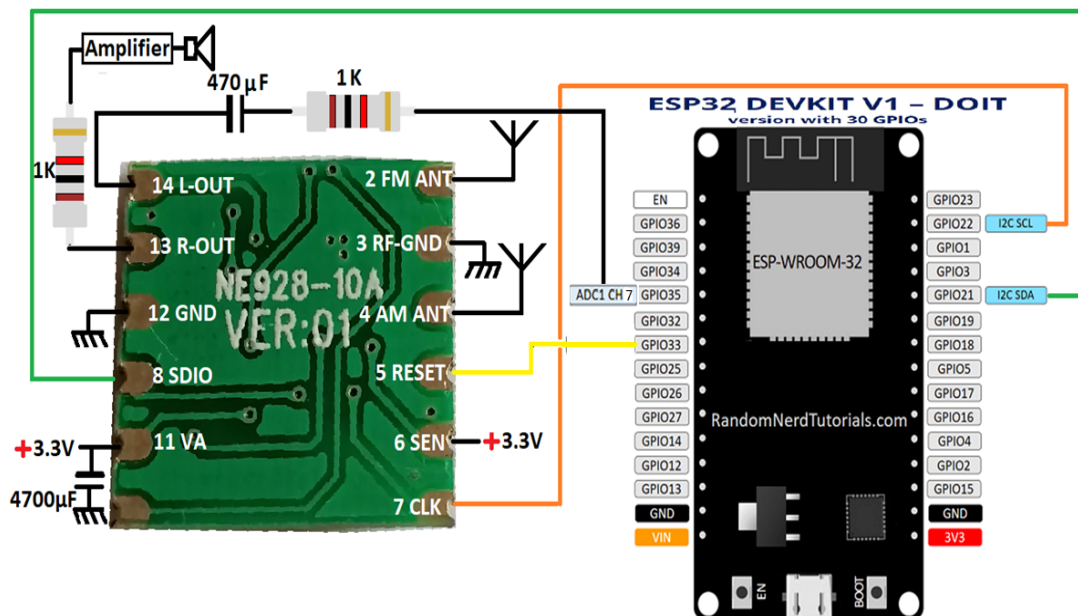 Amplifier
470 µF
1K
1K
14 L-OUT
13 R-OUT
12 GND
8 SDIO
11 VA
+3.3V
4700µF
2 FM ANT
3 RF-GND
4 AM ANT
5 RESET
6 SEN
+3.3V
7 CLK
NE928-10A
VER:01
ESP32 DEVKIT V1 – DOIT
version with 30 GPIOs
EN
GPIO36
GPIO39
GPIO34
ADC1 CH 7
GPIO35
GPIO32
GPIO33
GPIO25
GPIO26
GPIO27
GPIO14
GPIO12
GPIO13
GND
VIN
ESP-WROOM-32
RandomNerdTutorials.com
EN
BOOT
GPIO23
GPIO22
I2C SCL
GPIO1
GPIO3
GPIO21
I2C SDA
GPIO19
GPIO18
GPIO5
GPIO17
GPIO16
GPIO4
GPIO2
GPIO15
GND
3V3